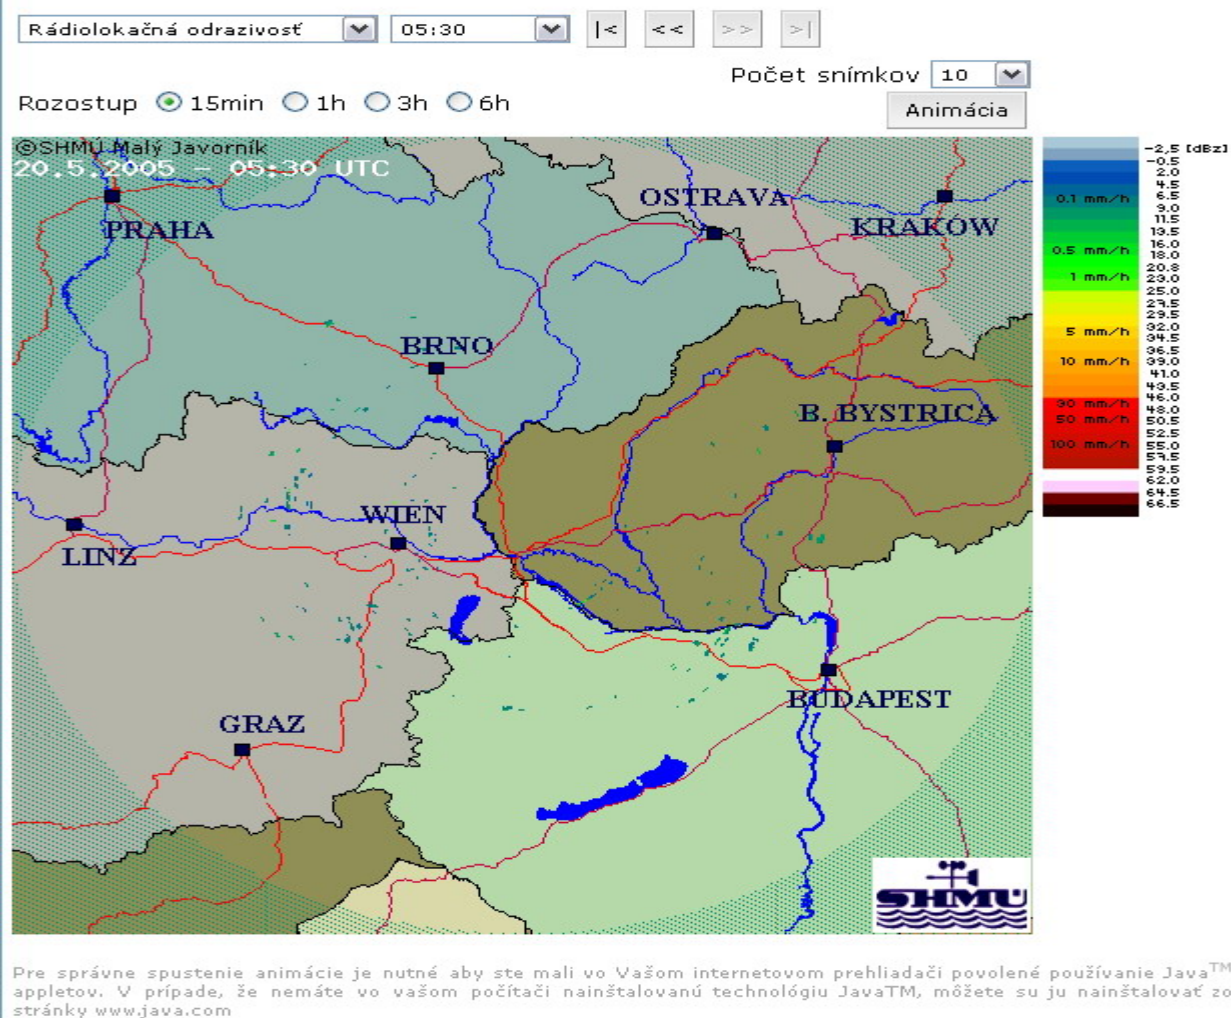 Rádiolokačná odrazivosť 05:30 |< << >> >|
Počet snímkov 10
Rozostup 15min 1h 3h 6h
Animácia
©SHMÚ Malý Javorník
20.5.2005 - 05:30 UTC
OSTRAVA
KRAKÓW
PRAHA
BRNO
B. BYSTRICA
WIEN
LINZ
BUDAPEST
GRAZ
SHMÚ
-2,5 [dBz]
-0.5
2.0
4.5
0.1 mm/h
6.5
9.0
11.5
13.5
16.0
0.5 mm/h
18.0
20.8
1 mm/h
23.0
25.0
27.5
29.5
32.0
5 mm/h
34.5
36.5
10 mm/h
39.0
41.0
43.5
46.0
30 mm/h
48.0
50 mm/h
50.5
52.5
100 mm/h
55.0
57.5
59.5
62.0
64.5
66.5
Pre správne spustenie animácie je nutné aby ste mali vo Vašom internetovom prehliadači povolené používanie Java™
appletov. V prípade, že nemáte vo vašom počítači nainštalovanú technológiu JavaTM, môžete su ju nainštalovať zo
stránky www.java.com